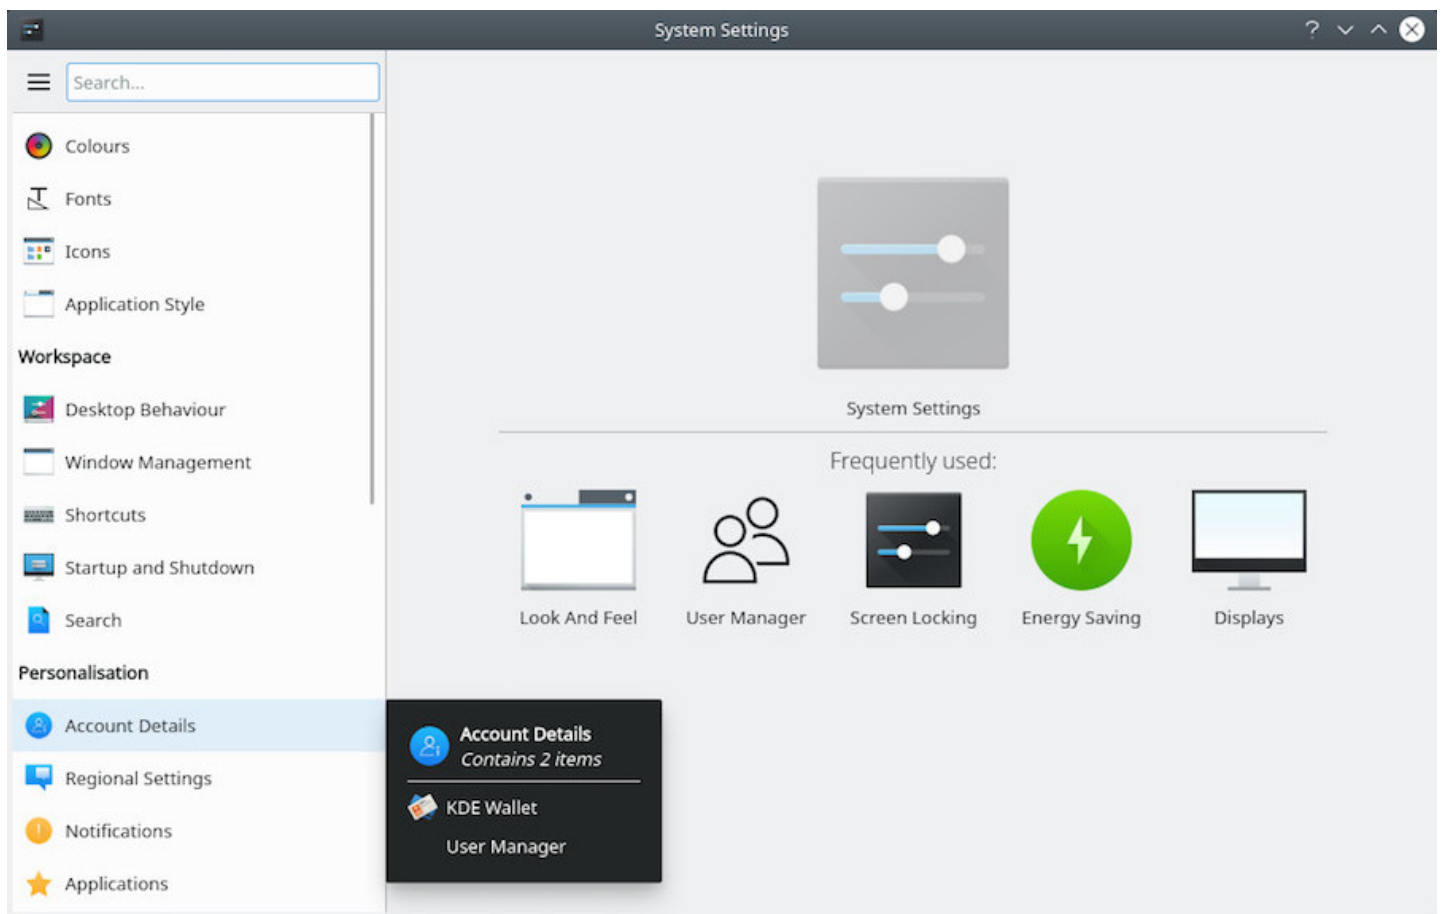 System Settings
Search...
Colours
Fonts
Icons
Application Style
Workspace
Desktop Behaviour
Window Management
Shortcuts
Startup and Shutdown
Search
Personalisation
Account Details
Regional Settings
Notifications
Applications
System Settings
Frequently used:
Look And Feel
User Manager
Screen Locking
Energy Saving
Displays
Account Details
Contains 2 items
KDE Wallet
User Manager